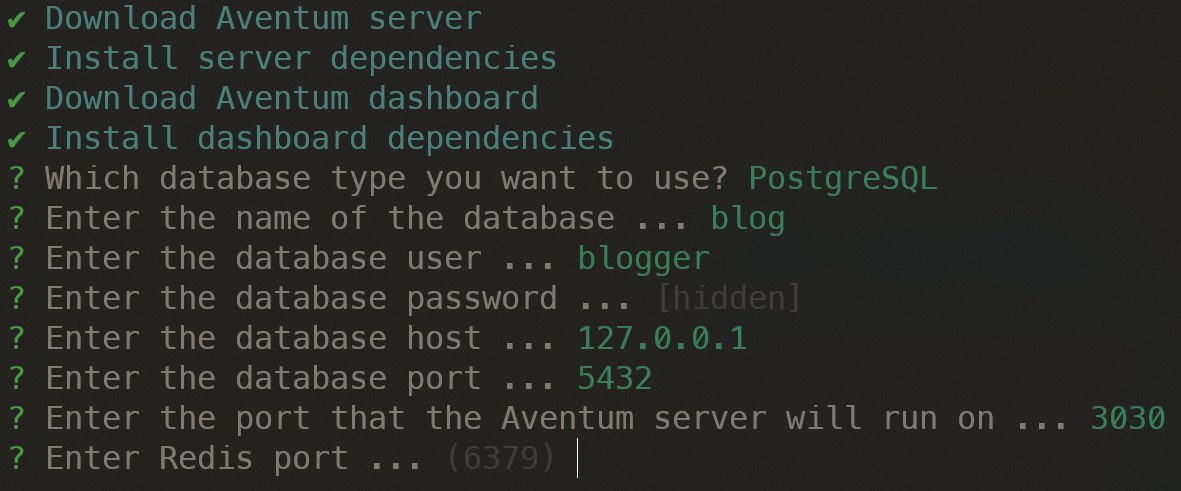 ✔ Download Aventum server
✔ Install server dependencies
✔ Download Aventum dashboard
✔ Install dashboard dependencies
? Which database type you want to use? PostgreSQL
? Enter the name of the database ... blog
? Enter the database user ... blogger
? Enter the database password ... [hidden]
? Enter the database host ... 127.0.0.1
? Enter the database port ... 5432
? Enter the port that the Aventum server will run on ... 3030
? Enter Redis port ... (6379)